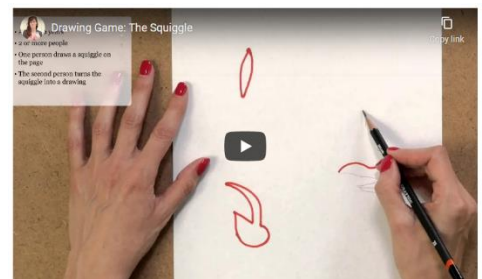 Drawing Game: The Squiggle
Copy link
• 2 or more people
• One person draws a squiggle on
the page
• The second person turns the
squiggle into a drawing